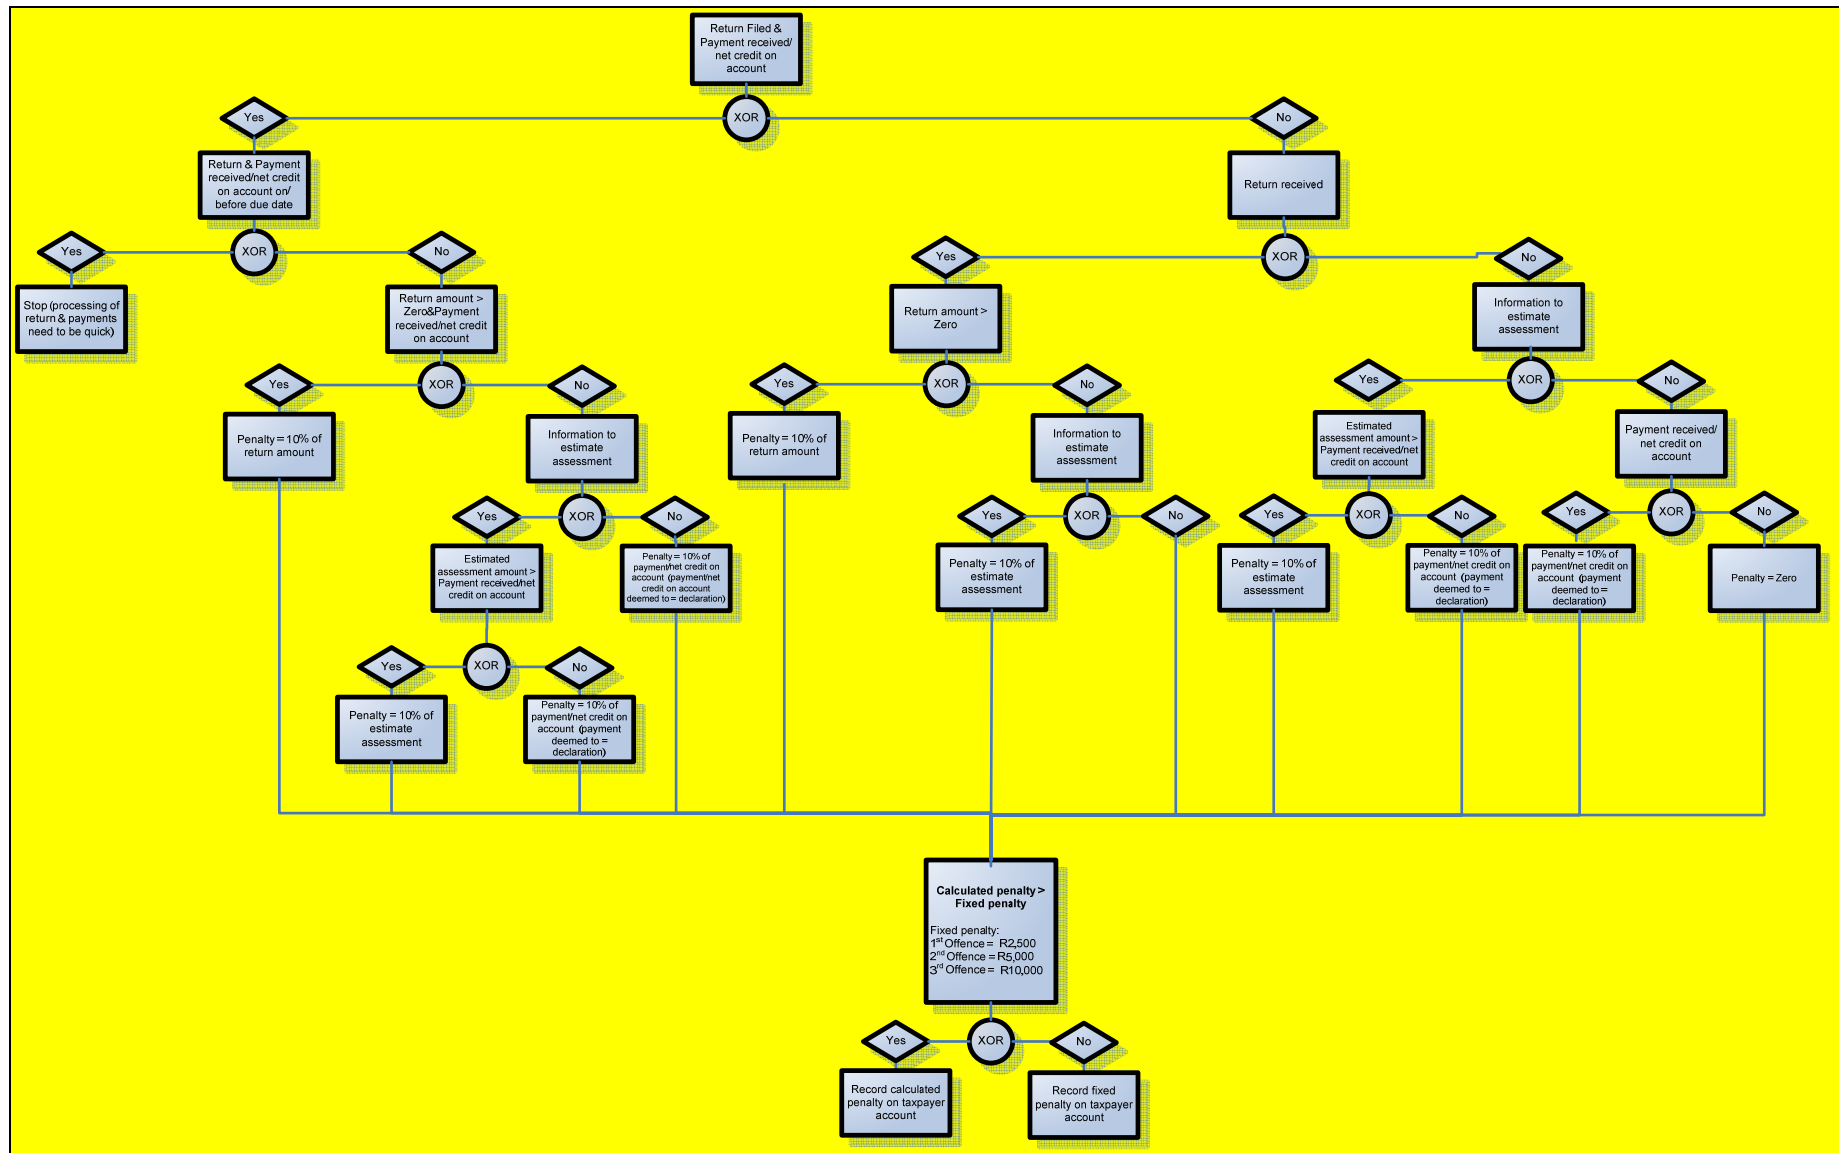 Return Filed &
Payment received/
net credit on
account
Yes
XOR
No
Return & Payment
received/net credit
on account on/
before due date
Return received
Yes
XOR
No
Yes
XOR
No
Stop (processing of
return & payments
need to be quick)
Return amount >
Zero&Payment
received/net credit
on account
Return amount >
Zero
Information to
estimate
assessment
Yes
XOR
No
Yes
XOR
No
Yes
XOR
No
Penalty = 10% of
return amount
Information to
estimate
assessment
Penalty = 10% of
return amount
Information to
estimate
assessment
Estimated
assessment amount >
Payment received/net
credit on account
Payment received/
net credit on
account
Yes
XOR
No
Yes
XOR
No
Yes
XOR
No
Yes
XOR
No
Estimated
assessment amount >
Payment received/net
credit on account
Penalty = 10% of
payment/net credit on
account (payment/net
credit on account
deemed to = declaration)
Penalty = 10% of
estimate
assessment
Penalty = 10% of
estimate
assessment
Penalty = 10% of
payment/net credit on
account (payment
deemed to =
declaration)
Penalty = 10% of
payment/net credit on
account (payment
deemed to =
declaration)
Penalty = Zero
Yes
XOR
No
Penalty = 10% of
estimate
assessment
Penalty = 10% of
payment/net credit on
account (payment
deemed to =
declaration)
Calculated penalty >
Fixed penalty
Fixed penalty:
1st Offence = R2,500
2nd Offence = R5,000
3rd Offence = R10,000
Yes
XOR
No
Record calculated
penalty on taxpayer
account
Record fixed
penalty on taxpayer
account